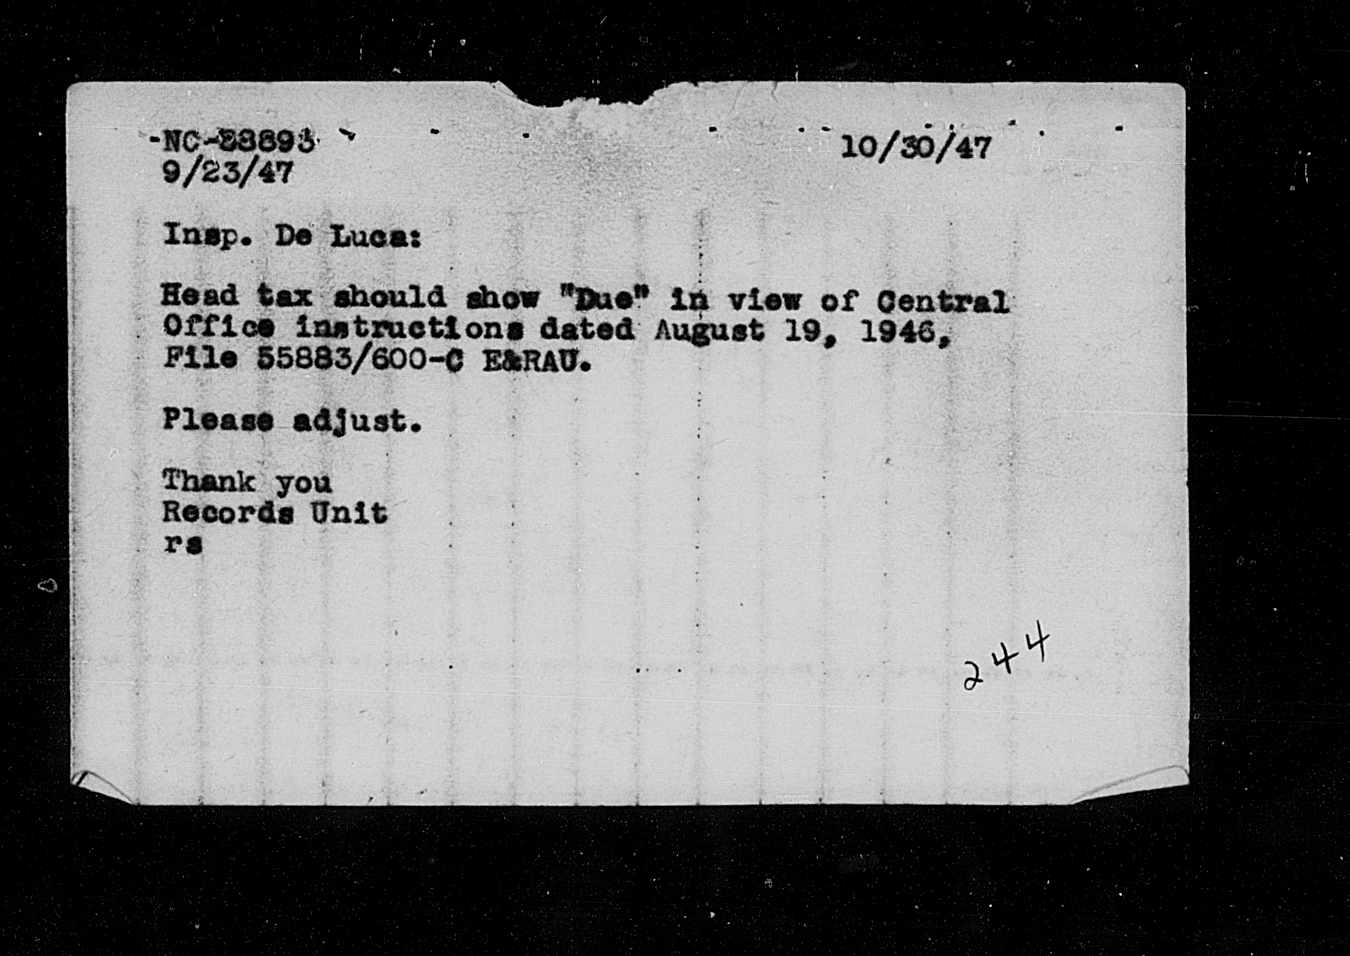 NC-88893 10/30/47
9/23/47
Insp. De Luca:
Head tax should show "Due" in view of Central
Office instructions dated August 19, 1946,
File 55883/600-C E&RAU.
Please adjust.
Thank you
Records Unit
rs
244